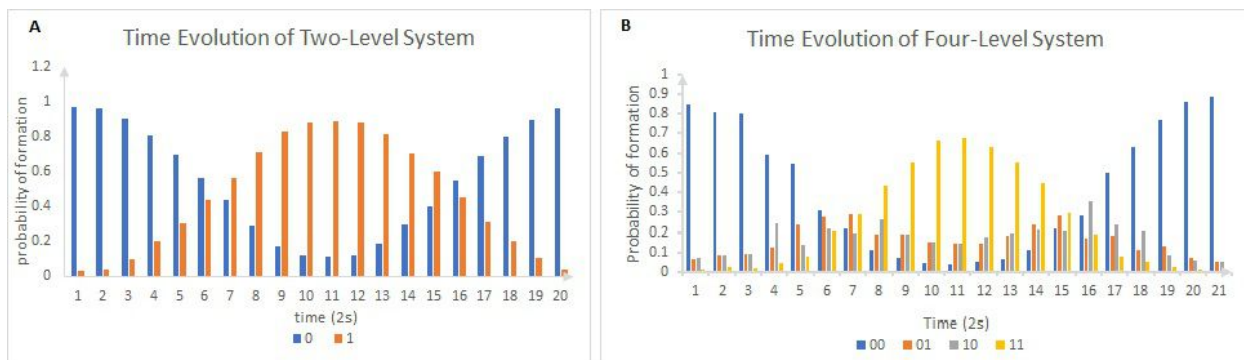 A
Time Evolution of Two-Level System
probability of formation
1.2
1
0.8
0.6
0.4
0.2
0
1 2 3 4 5 6 7 8 9 10 11 12 13 14 15 16 17 18 19 20
time (2s)
0 1
B
Time Evolution of Four-Level System
Probability of formation
1
0.9
0.8
0.7
0.6
0.5
0.4
0.3
0.2
0.1
0
1 2 3 4 5 6 7 8 9 10 11 12 13 14 15 16 17 18 19 20 21
Time (2s)
00 01 10 11